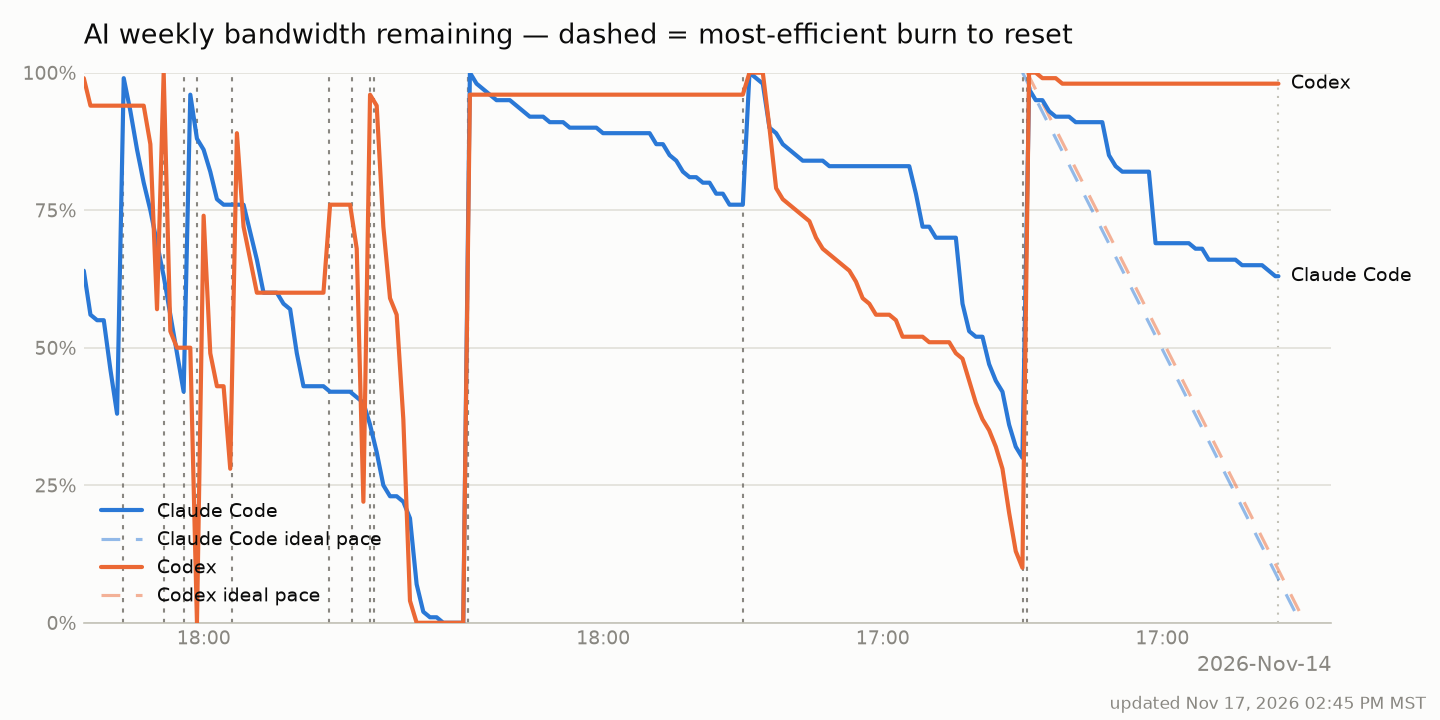 AI weekly bandwidth remaining — dashed = most-efficient burn to reset
100%
75%
50%
25%
0%
Codex
Claude Code
Claude Code
Claude Code ideal pace
Codex
Codex ideal pace
18:00
18:00
17:00
17:00
2026-Nov-14
updated Nov 17, 2026 02:45 PM MST